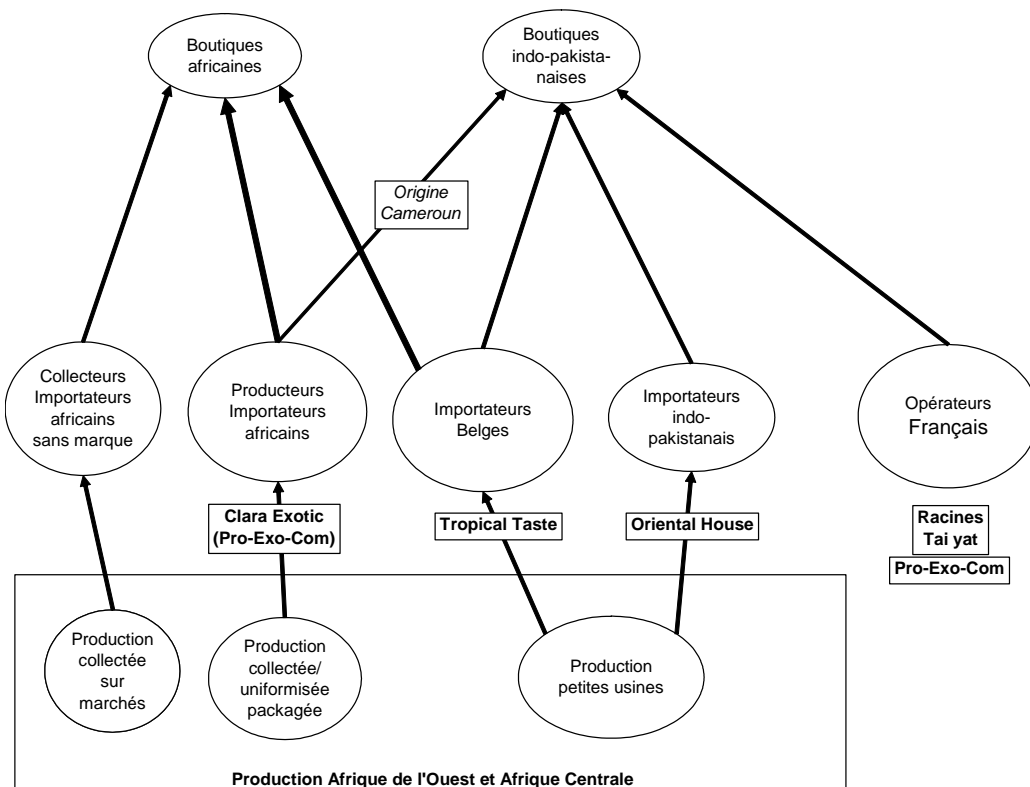 Boutiques
africaines
Boutiques
indo-pakista-
naises
Origine
Cameroun
Collecteurs
Importateurs
africains
sans marque
Producteurs
Importateurs
africains
Importateurs
Belges
Importateurs
indo-
pakistanais
Opérateurs
Français
Clara Exotic
(Pro-Exo-Com)
Tropical Taste
Oriental House
Racines
Tai yat
Pro-Exo-Com
Production
collectée
sur
marchés
Production
collectée/
uniformisée
packagée
Production
petites usines
Production Afrique de l'Ouest et Afrique Centrale